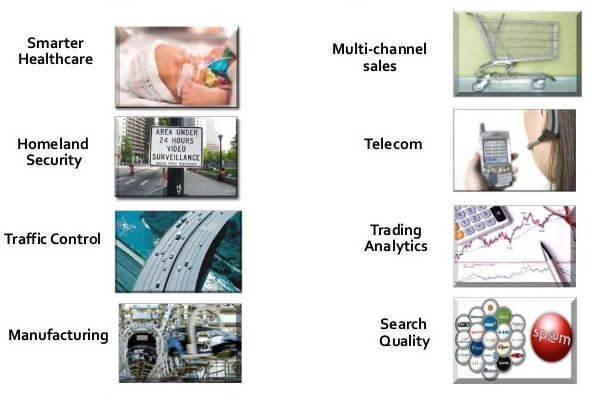 Smarter
Healthcare
Multi-channel
sales
Homeland
Security
AREA UNDER
24 HOURS
VIDEO
SURVEILLANCE
Telecom
Traffic Control
Trading
Analytics
Manufacturing
Search
Quality
sp@m